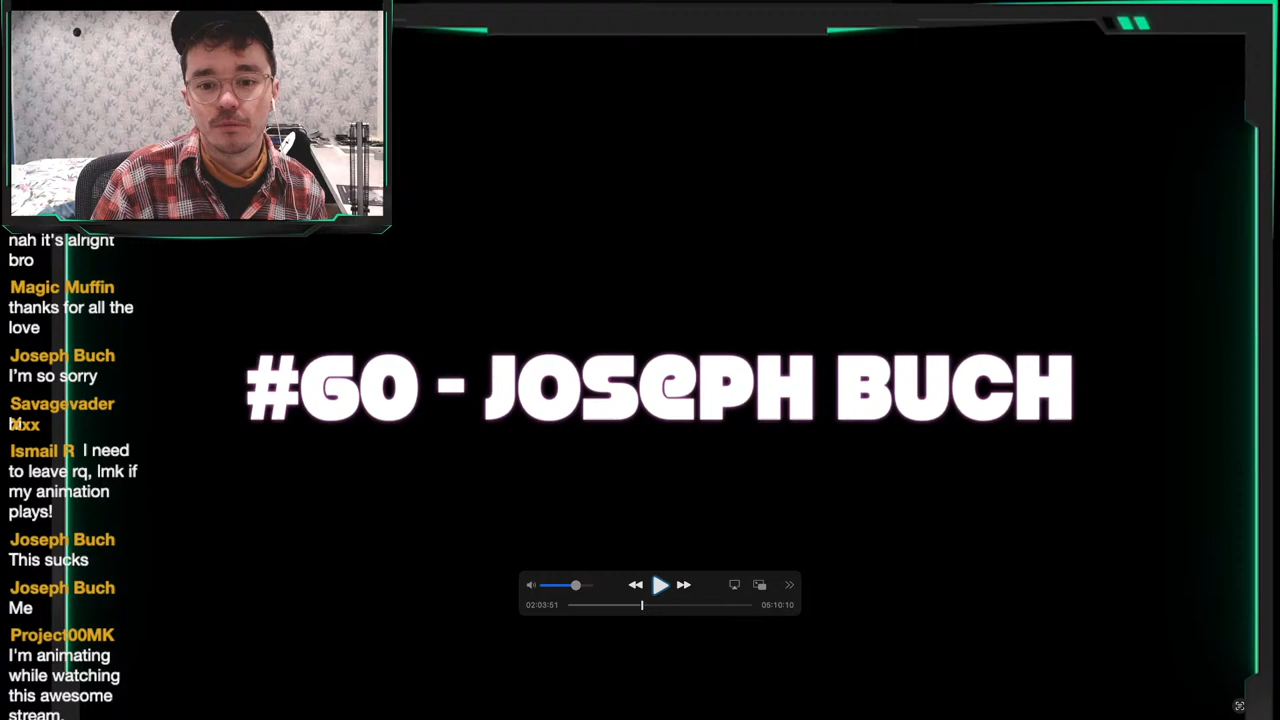 nah it's alright
bro
Magic Muffin
thanks for all the
love
Joseph Buch
I'm so sorry
Savagevader
Xxx
Ismail R I need
to leave rq, lmk if
my animation
plays!
Joseph Buch
This sucks
Joseph Buch
Me
Project00MK
I'm animating
while watching
this awesome
stream.
#60 - JOSEPH BUCH
02:03:51
05:10:10